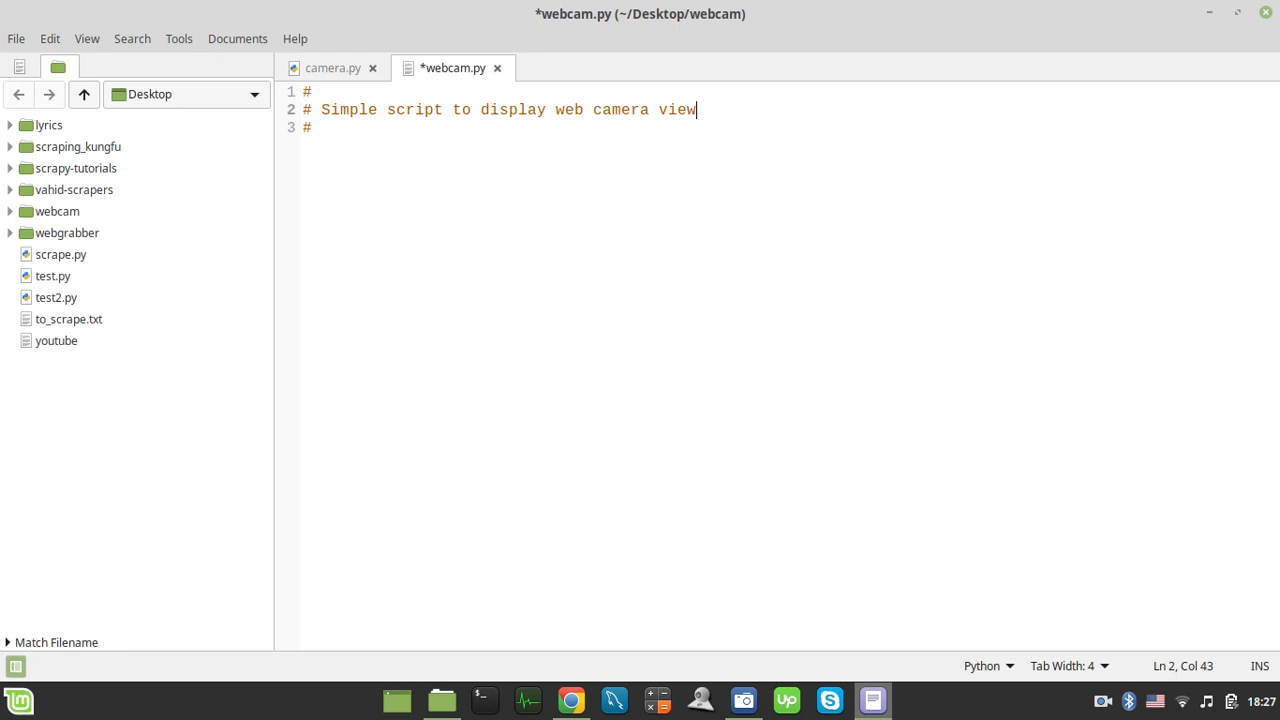 *webcam.py (~/Desktop/webcam)
File Edit View Search Tools Documents Help
camera.py *webcam.py
Desktop
lyrics
scraping_kungfu
scrapy-tutorials
vahid-scrapers
webcam
webgrabber
scrape.py
test.py
test2.py
to_scrape.txt
youtube
1 #
2 # Simple script to display web camera view
3 #
Match Filename
Python Tab Width: 4 Ln 2, Col 43 INS
lm $_ up S 18:27